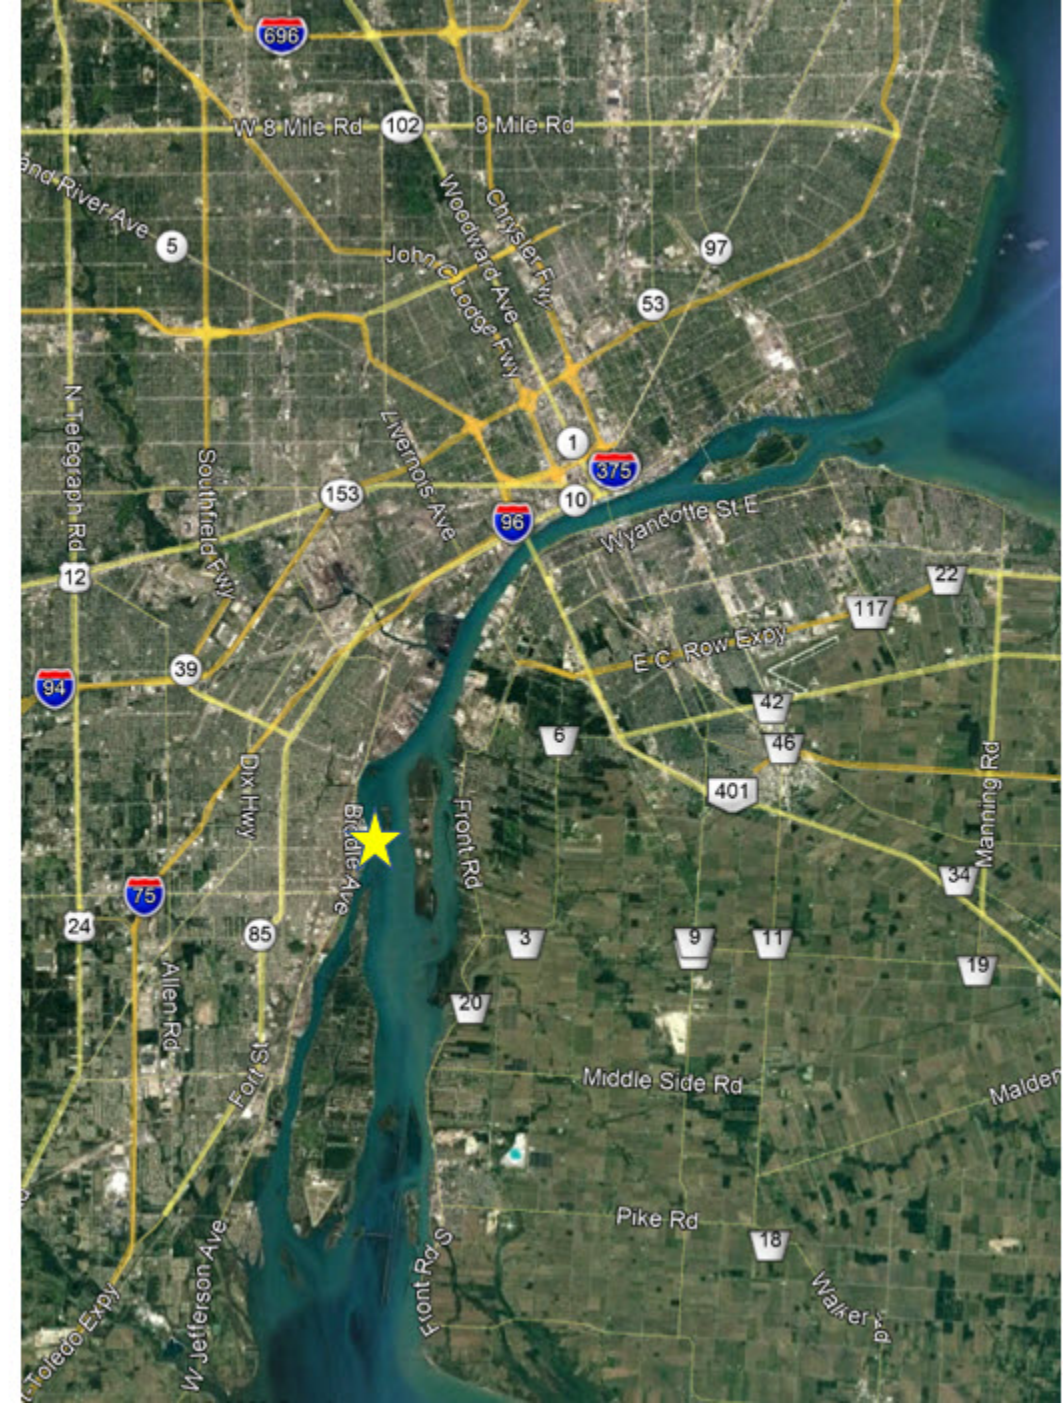 696
W 8 Mile Rd
102
8 Mile Rd
and River Ave
5
Woodward Ave
Chrysler Fwy
John C Lodge Fwy
97
53
N Telegraph Rd
Southfield Fwy
Livernois Ave
1
375
153
10
96
Wyandotte St E
12
22
117
E.C. Row Expy
39
94
42
6
46
401
Dix Hwy
Biddle Ave
Front Rd
Manning Rd
75
34
24
85
3
9
11
19
Allen Rd
20
Fort St
Middle Side Rd
Malden
Pike Rd
18
W Jefferson Ave
Front Rd S
Walker Rd
t-Toledo Expy